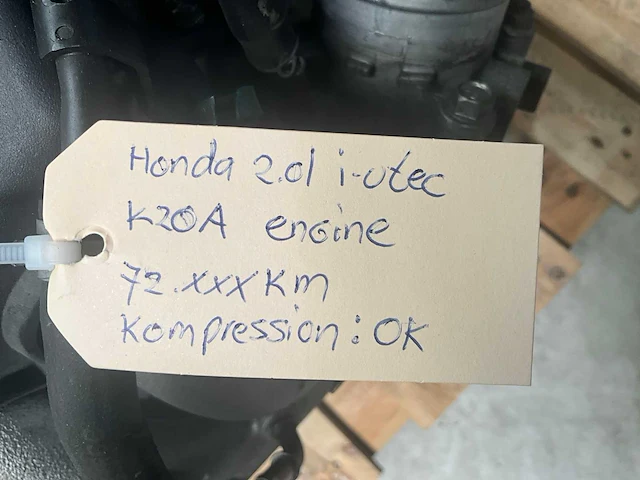 Honda 2.0l i-vtec
K20A engine
72.xxx Km
Kompression: OK